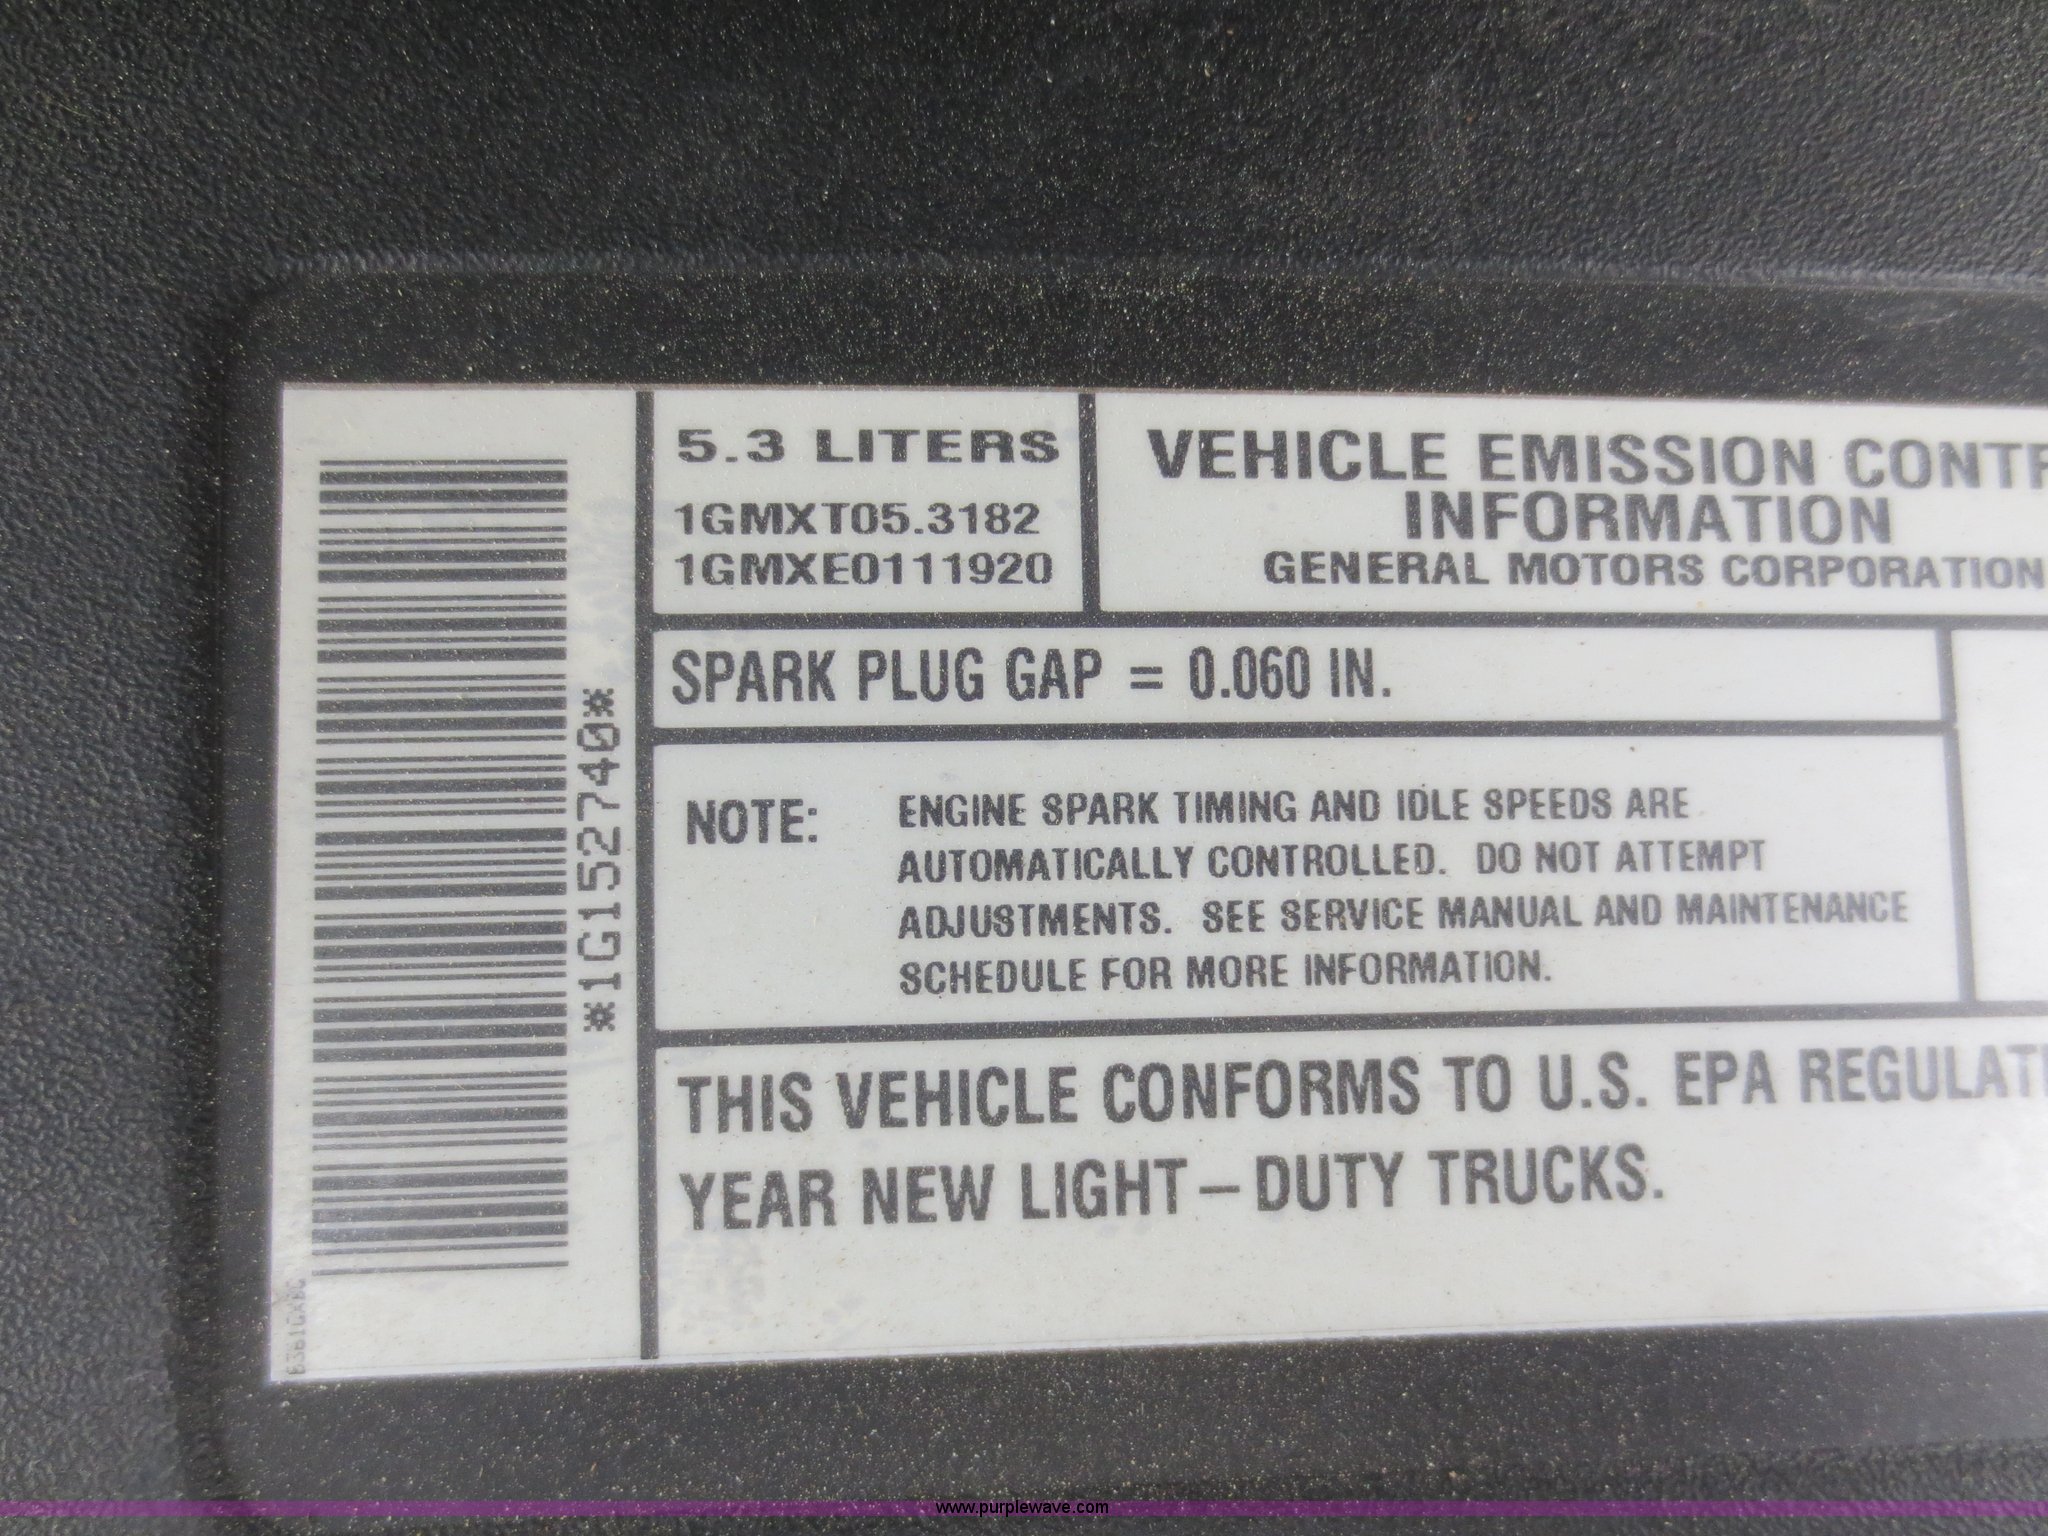 5.3 LITERS
1GMXT05.3182
1GMXE0111920
VEHICLE EMISSION CONTR
INFORMATION
GENERAL MOTORS CORPORATION
SPARK PLUG GAP = 0.060 IN.
NOTE: ENGINE SPARK TIMING AND IDLE SPEEDS ARE
AUTOMATICALLY CONTROLLED. DO NOT ATTEMPT
ADJUSTMENTS. SEE SERVICE MANUAL AND MAINTENANCE
SCHEDULE FOR MORE INFORMATION.
THIS VEHICLE CONFORMS TO U.S. EPA REGULATI
YEAR NEW LIGHT-DUTY TRUCKS.
*1G1527740*
www.purplewave.com